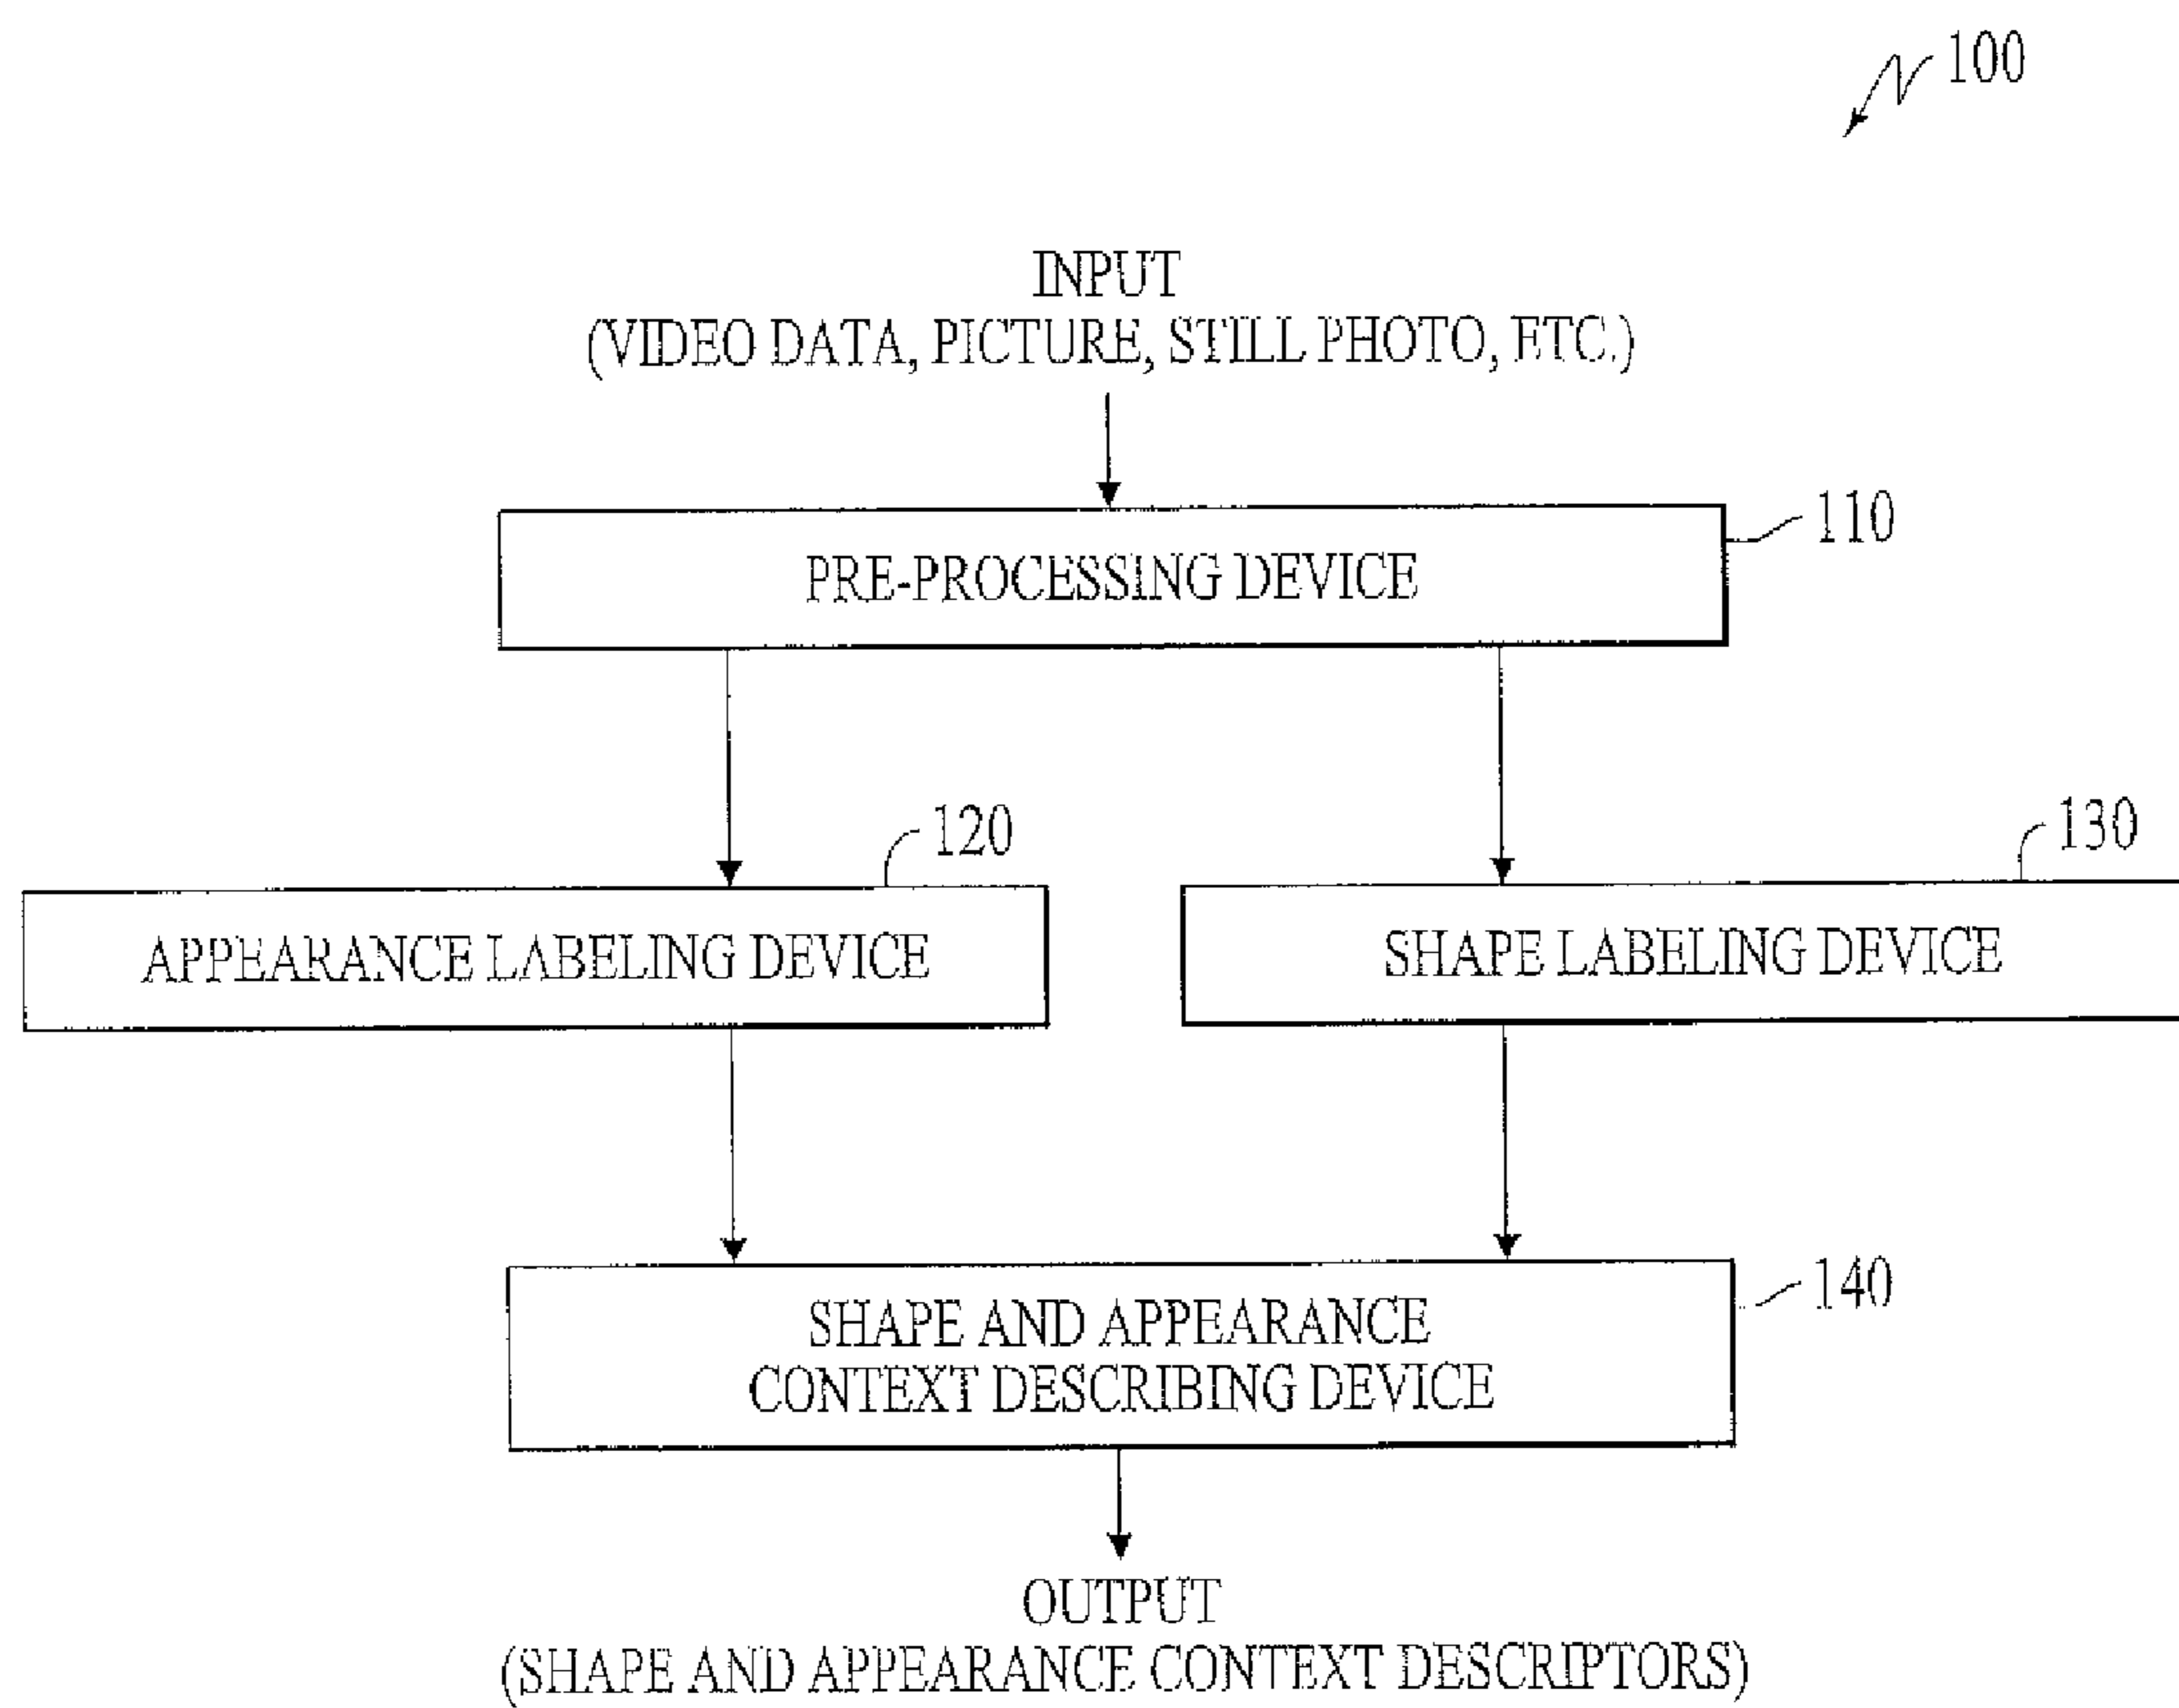 100
INPUT
(VIDEO DATA, PICTURE, STILL PHOTO, ETC.)
110
PRE-PROCESSING DEVICE
120
130
APPEARANCE LABELING DEVICE
SHAPE LABELING DEVICE
140
SHAPE AND APPEARANCE
CONTEXT DESCRIBING DEVICE
OUTPUT
(SHAPE AND APPEARANCE CONTEXT DESCRIPTORS)